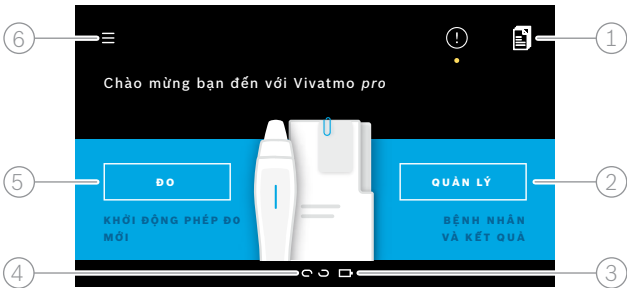 6
1
Chào mừng bạn đến với Vivatmo pro
5
ĐO
QUẢN LÝ
2
KHỞI ĐỘNG PHÉP ĐO
MỚI
BỆNH NHÂN
VÀ KẾT QUẢ
4
3